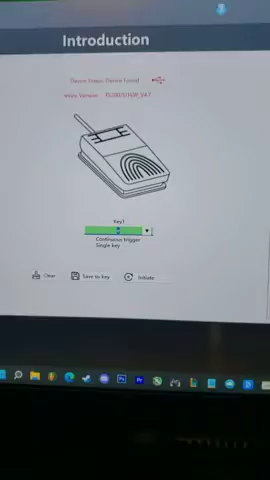 Introduction
Device Status: Device Found!
Key1
Continuous trigger
Single key
Clear
Save to key
Initiate